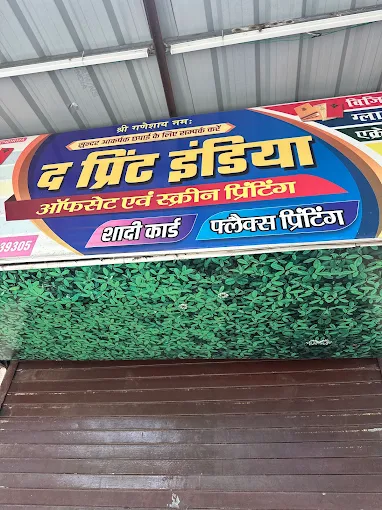 श्री गणेशाय नम:
सुन्दर आकर्षक छपाई के लिए सम्पर्क करें
द प्रिंट इंडिया
ऑफसेट एवं स्क्रीन प्रिंटिंग
शादी कार्ड
फ्लैक्स प्रिंटिंग
39305